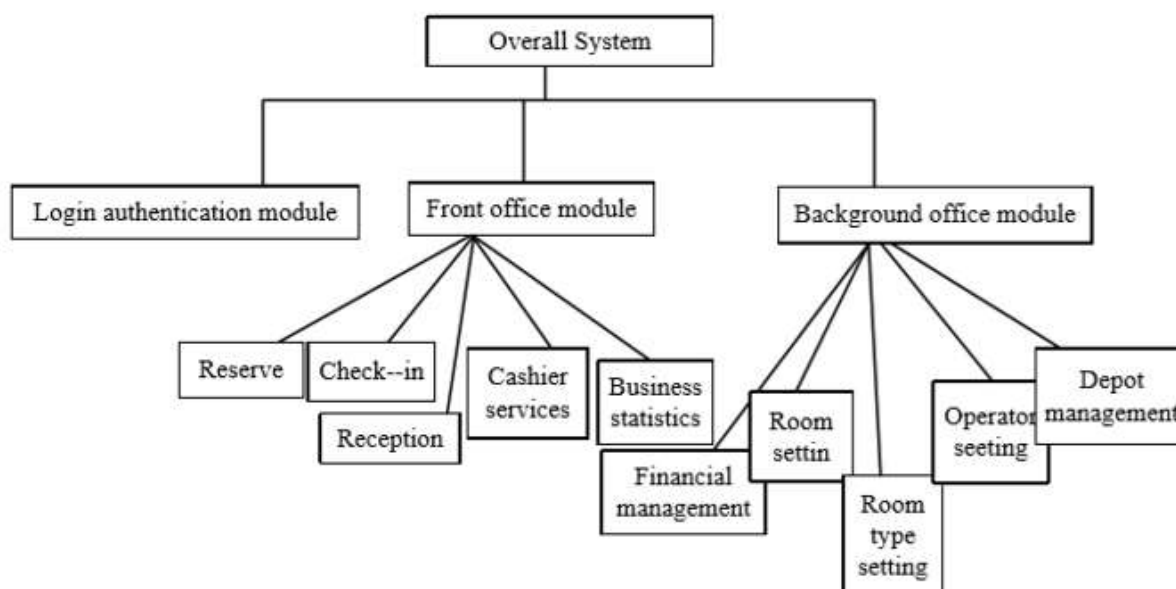 Overall System
Login authentication module
Front office module
Background office module
Reserve
Check--in
Reception
Cashier
services
Business
statistics
Financial
management
Room
settin
Room
type
setting
Operator
seeting
Depot
management